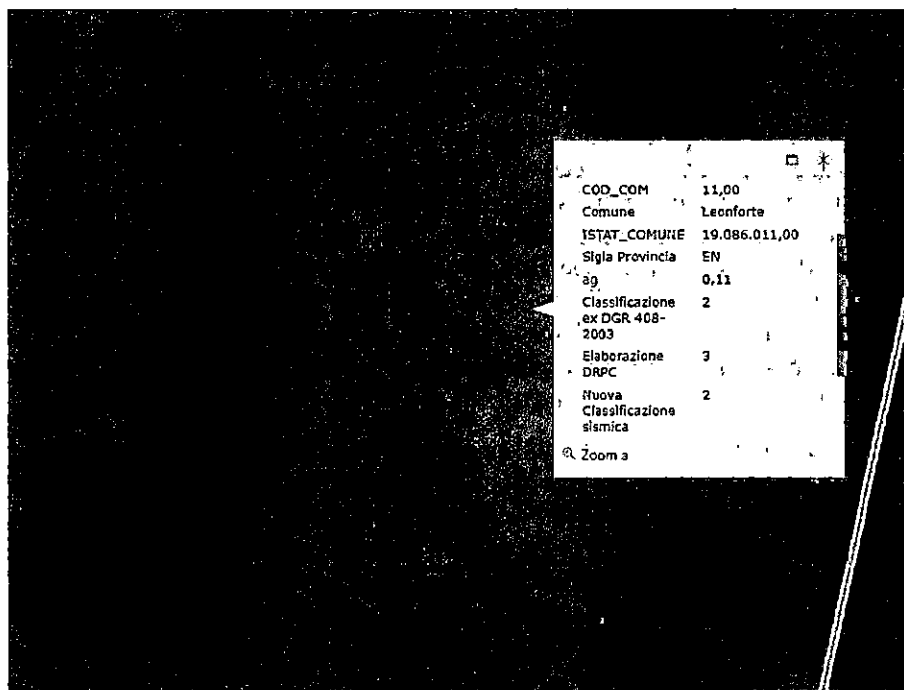 COD_COM 11,00
Comune Leonforte
ISTAT_COMUNE 19.086.011,00
Sigla Provincia EN
ag 0,11
Classificazione 2
ex DGR 408-
2003
Elaborazione 3
DRPC
Nuova 2
Classificazione
sismica
Zoom a